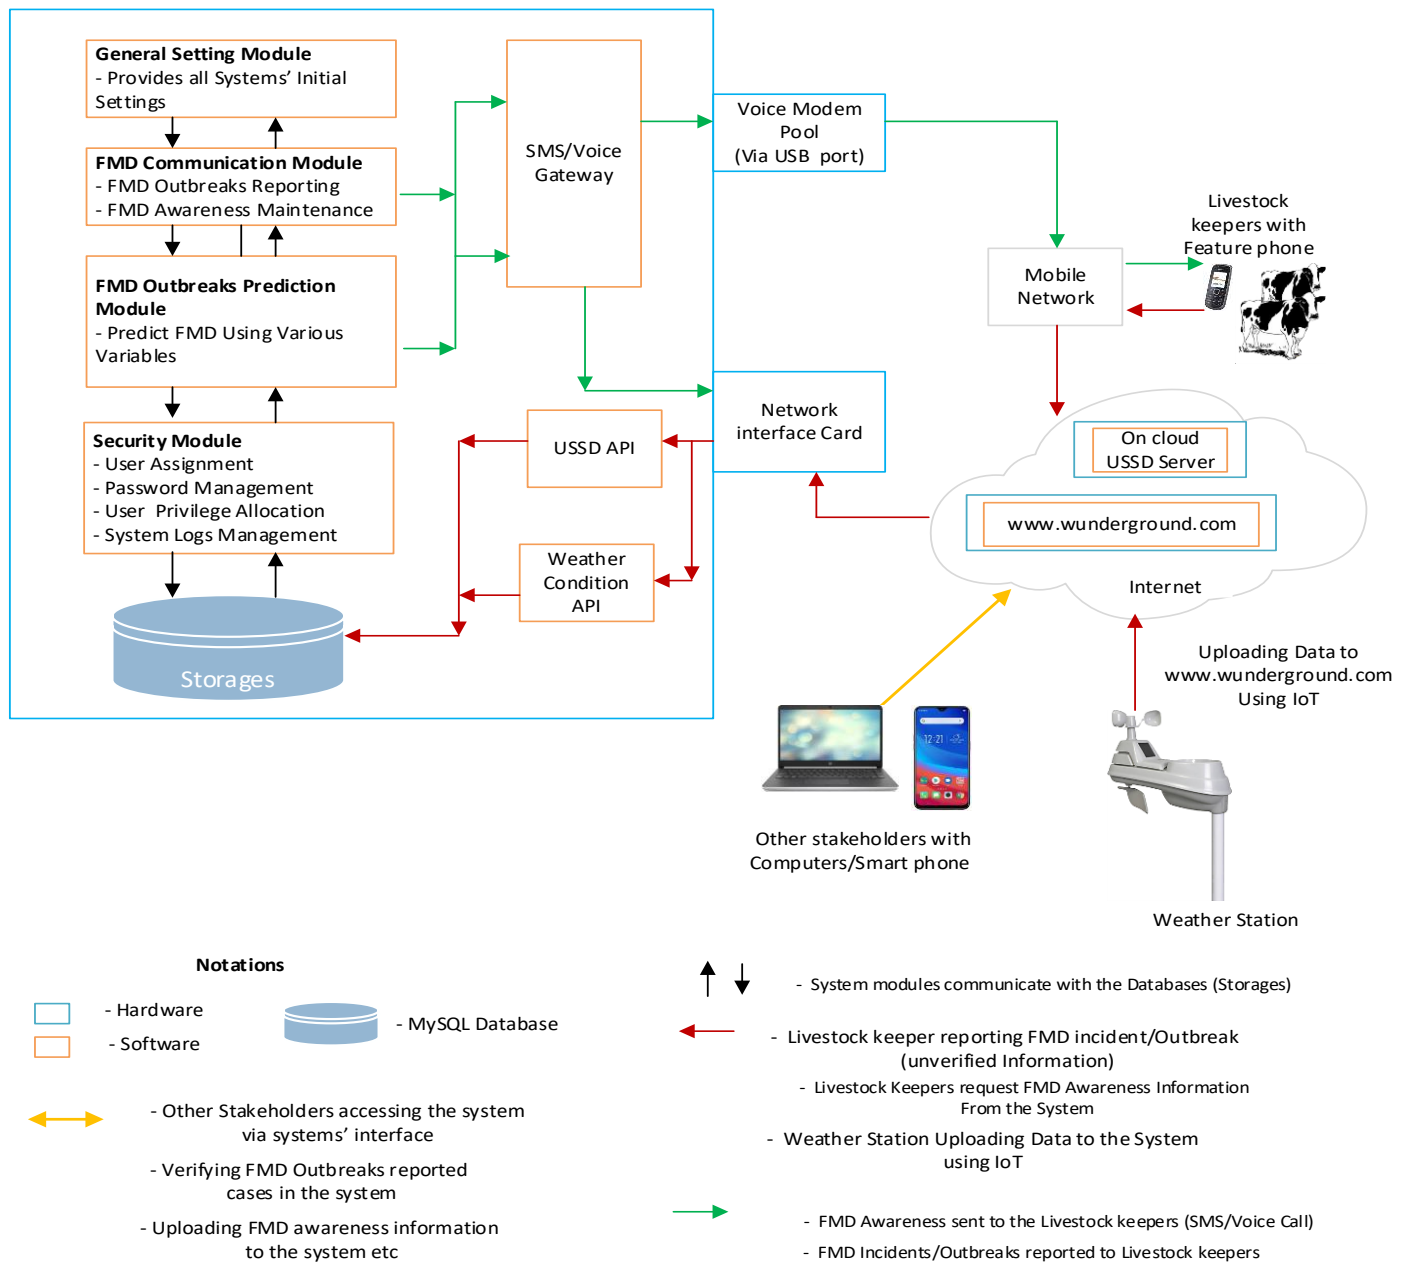 General Setting Module
- Provides all Systems' Initial
Settings
FMD Communication Module
- FMD Outbreaks Reporting
- FMD Awareness Maintenance
FMD Outbreaks Prediction
Module
- Predict FMD Using Various
Variables
Security Module
- User Assignment
- Password Management
- User Privilege Allocation
- System Logs Management
Storages
SMS/Voice
Gateway
USSD API
Weather
Condition
API
Voice Modem
Pool
(Via USB port)
Network
interface Card
Mobile
Network
Livestock
keepers with
Feature phone
On cloud
USSD Server
www.wunderground.com
Internet
Uploading Data to
www.wunderground.com
Using IoT
12:21
Other stakeholders with
Computers/Smart phone
Weather Station
Notations
- Hardware
- Software
- MySQL Database
- Other Stakeholders accessing the system
via systems' interface
- Verifying FMD Outbreaks reported
cases in the system
- Uploading FMD awareness information
to the system etc
- System modules communicate with the Databases (Storages)
- Livestock keeper reporting FMD incident/Outbreak
(unverified Information)
- Livestock Keepers request FMD Awareness Information
From the System
- Weather Station Uploading Data to the System
using IoT
- FMD Awareness sent to the Livestock keepers (SMS/Voice Call)
- FMD Incidents/Outbreaks reported to Livestock keepers